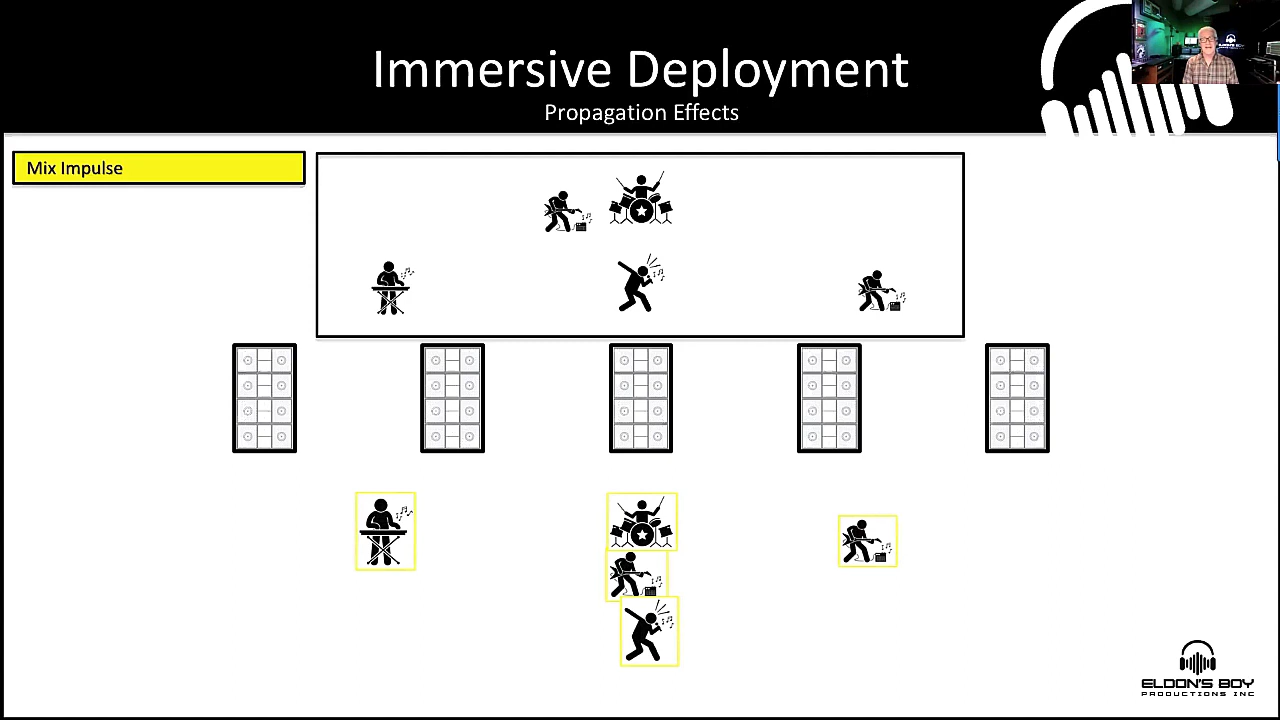 Immersive Deployment
Propagation Effects
Mix Impulse
ELDON'S BOY
PRODUCTIONS INC